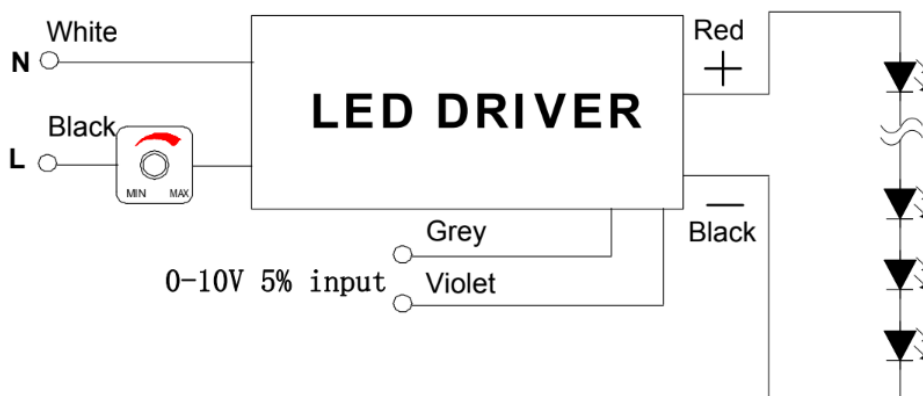 White
N
Black
L
MIN MAX
LED DRIVER
Red
+
−
Black
Grey
0-10V 5% input
Violet